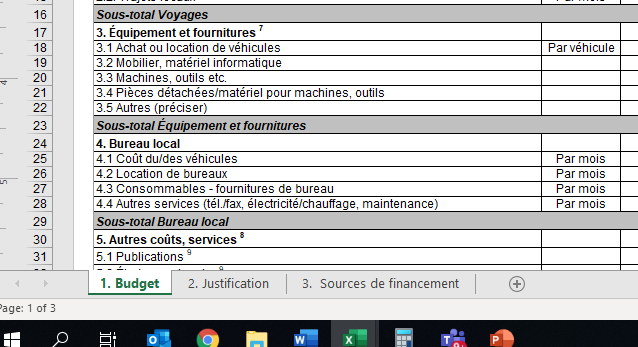 16 Sous-total Voyages
17 3. Équipement et fournitures 7
18 3.1 Achat ou location de véhicules Par véhicule
19 3.2 Mobilier, matériel informatique
20 3.3 Machines, outils etc.
21 3.4 Pièces détachées/matériel pour machines, outils
22 3.5 Autres (préciser)
23 Sous-total Équipement et fournitures
24 4. Bureau local
25 4.1 Coût du/des véhicules Par mois
26 4.2 Location de bureaux Par mois
27 4.3 Consommables - fournitures de bureau Par mois
28 4.4 Autres services (tél./fax, électricité/chauffage, maintenance) Par mois
29 Sous-total Bureau local
30 5. Autres coûts, services 8
31 5.1 Publications 9
1. Budget 2. Justification 3. Sources de financement
Page: 1 of 3